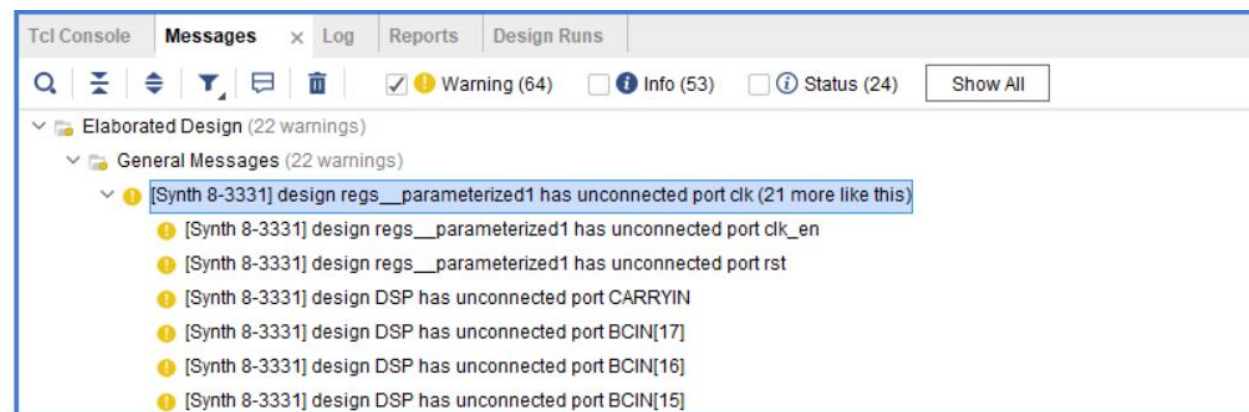 Tcl Console Messages × Log Reports Design Runs
Warning (64) Info (53) Status (24) Show All
Elaborated Design (22 warnings)
General Messages (22 warnings)
[Synth 8-3331] design regs__parameterized1 has unconnected port clk (21 more like this)
[Synth 8-3331] design regs__parameterized1 has unconnected port clk_en
[Synth 8-3331] design regs__parameterized1 has unconnected port rst
[Synth 8-3331] design DSP has unconnected port CARRYIN
[Synth 8-3331] design DSP has unconnected port BCIN[17]
[Synth 8-3331] design DSP has unconnected port BCIN[16]
[Synth 8-3331] design DSP has unconnected port BCIN[15]